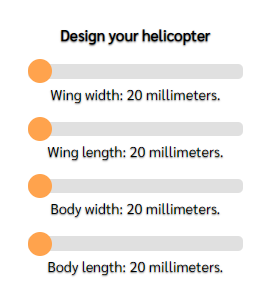 Design your helicopter
Wing width: 20 millimeters.
Wing length: 20 millimeters.
Body width: 20 millimeters.
Body length: 20 millimeters.